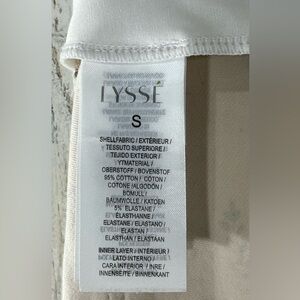 LYSSÉ
S
SHELLFABRIC / EXTÉRIEUR /
TESSUTO SUPERIORE /
TEJIDO EXTERIOR /
YTMATERIAL /
OBERSTOFF / BOVENSTOF
95% COTTON / COTON /
COTONE /ALGODÓN /
BOMULL /
BAUMWOLLE / KATOEN
5% ELASTANE /
ÉLASTHANNE /
ELASTANE / ELASTANO /
ELASTAN /
ELASTHAN / ELASTAAN
INNER LAYER / INTÉRIEUR /
LATO INTERNO /
CARA INTERIOR / INRE /
INNENSEITE / BINNENKANT